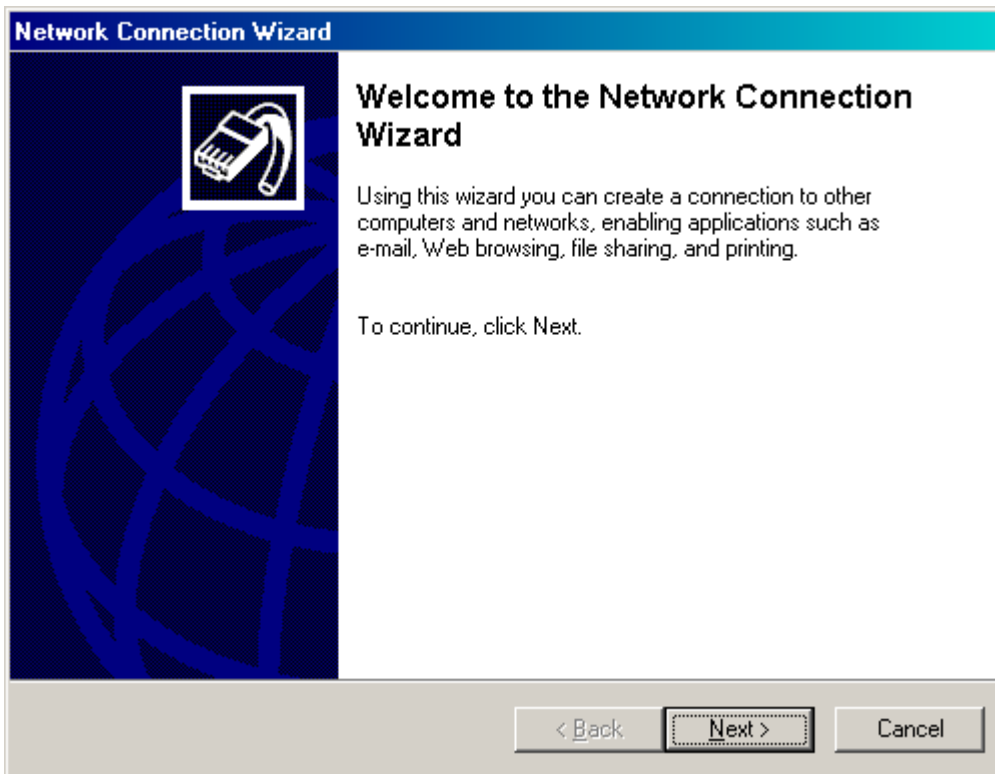 Network Connection Wizard
Welcome to the Network Connection
Wizard
Using this wizard you can create a connection to other
computers and networks, enabling applications such as
e-mail, Web browsing, file sharing, and printing.
To continue, click Next.
< Back Next > Cancel